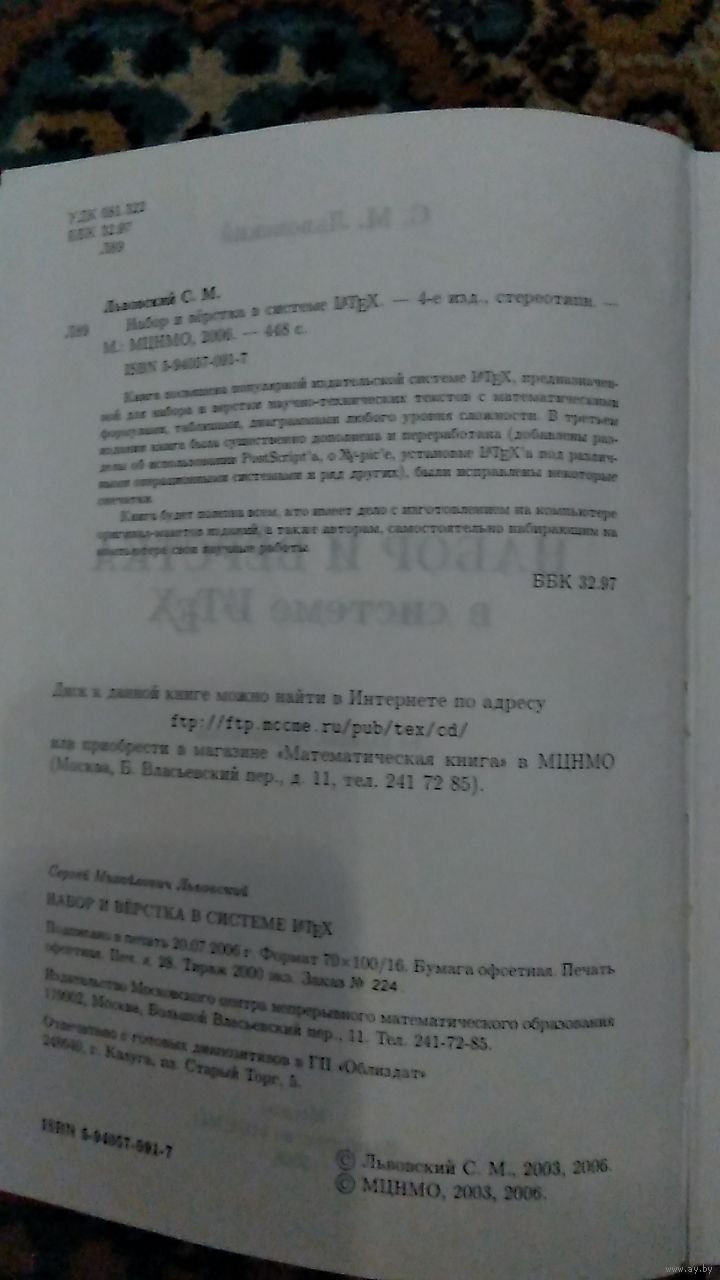 УДК 681.322
ББК 32.97
Л89
Львовский С. М.
Л89 Набор и вёрстка в системе LATEX. — 4-е изд., стереотипн. —
М.: МЦНМО, 2006. — 448 с.
ISBN 5-94057-091-7
Книга посвящена популярной издательской системе LATEX, предназначен-
ной для набора и верстки научно-технических текстов с математическими
формулами, таблицами, диаграммами любого уровня сложности. В третьем
издании книга была существенно дополнена и переработана (добавлены раз-
делы об использовании PostScript'а, о Xy-pic'е, установке LATEX'а под различ-
ными операционными системами и ряд других), были исправлены некоторые
опечатки.
Книга будет полезна всем, кто имеет дело с изготовлением на компьютере
оригинал-макетов изданий, а также авторам, самостоятельно набирающим на
компьютере свои научные работы.
ББК 32.97
Диск к данной книге можно найти в Интернете по адресу
ftp://ftp.mccme.ru/pub/tex/cd/
или приобрести в магазине «Математическая книга» в МЦНМО
(Москва, Б. Власьевский пер., д. 11, тел. 241 72 85).
Сергей Михайлович Львовский
НАБОР И ВЁРСТКА В СИСТЕМЕ LATEX
Подписано в печать 20.07.2006 г. Формат 70×100/16. Бумага офсетная. Печать
офсетная. Печ. л. 28. Тираж 2000 экз. Заказ № 224.
Издательство Московского центра непрерывного математического образования
119002, Москва, Большой Власьевский пер., 11. Тел. 241-72-85.
Отпечатано с готовых диапозитивов в ГП «Облиздат»
248640, г. Калуга, пл. Старый Торг, 5.
ISBN 5-94057-091-7
© Львовский С. М., 2003, 2006.
© МЦНМО, 2003, 2006.
www.ay.by